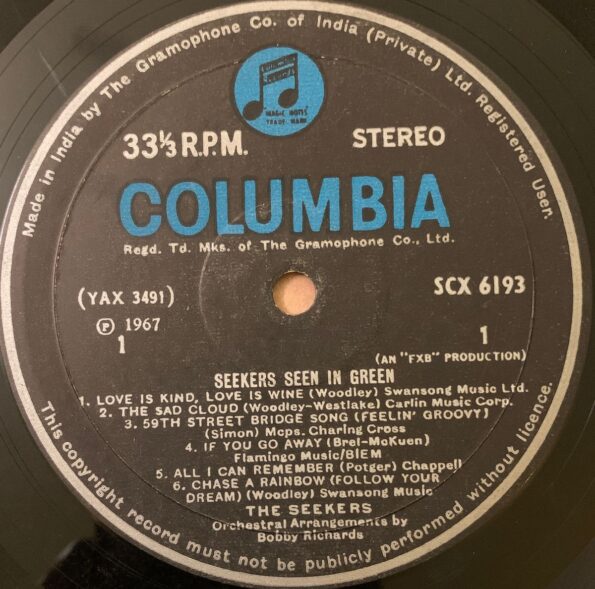 Made in India by The Gramophone Co. of India (Private) Ltd. Registered User.
MAGIC NOTES
TRADE MARK
33⅓ R.P.M.
STEREO
COLUMBIA
Regd. Td. Mks. of The Gramophone Co., Ltd.
(YAX 3491)
SCX 6193
℗ 1967
1
1
(AN "FXB" PRODUCTION)
SEEKERS SEEN IN GREEN
1. LOVE IS KIND, LOVE IS WINE (Woodley) Swansong Music Ltd.
2. THE SAD CLOUD (Woodley-Westlake) Carlin Music Corp.
3. 59TH STREET BRIDGE SONG (FEELIN' GROOVY)
(Simon) Mcps. Charing Cross
4. IF YOU GO AWAY (Brel-McKuen)
Flamingo Music/BIEM
5. ALL I CAN REMEMBER (Potger) Chappell
6. CHASE A RAINBOW (FOLLOW YOUR
DREAM) (Woodley) Swansong Music
THE SEEKERS
Orchestral Arrangements by
Bobby Richards
This copyright record must not be publicly performed without licence.